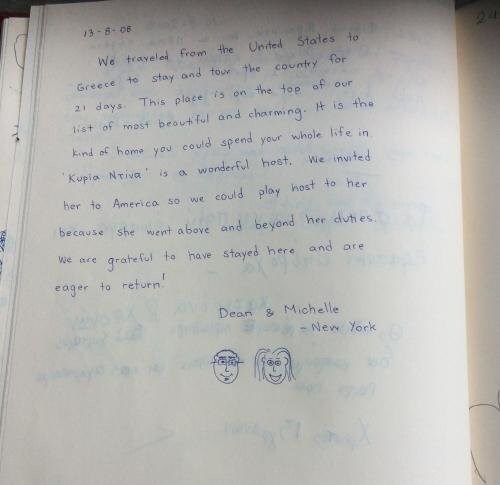 13-8-08
We traveled from the United States to
Greece to stay and tour the country for
21 days. This place is on the top of our
list of most beautiful and charming. It is the
kind of home you could spend your whole life in
'Κυρία Ντίνα' is a wonderful host. We invited
her to America so we could play host to her
because she went above and beyond her duties.
We are grateful to have stayed here and are
eager to return!
Dean & Michelle
- New York
24